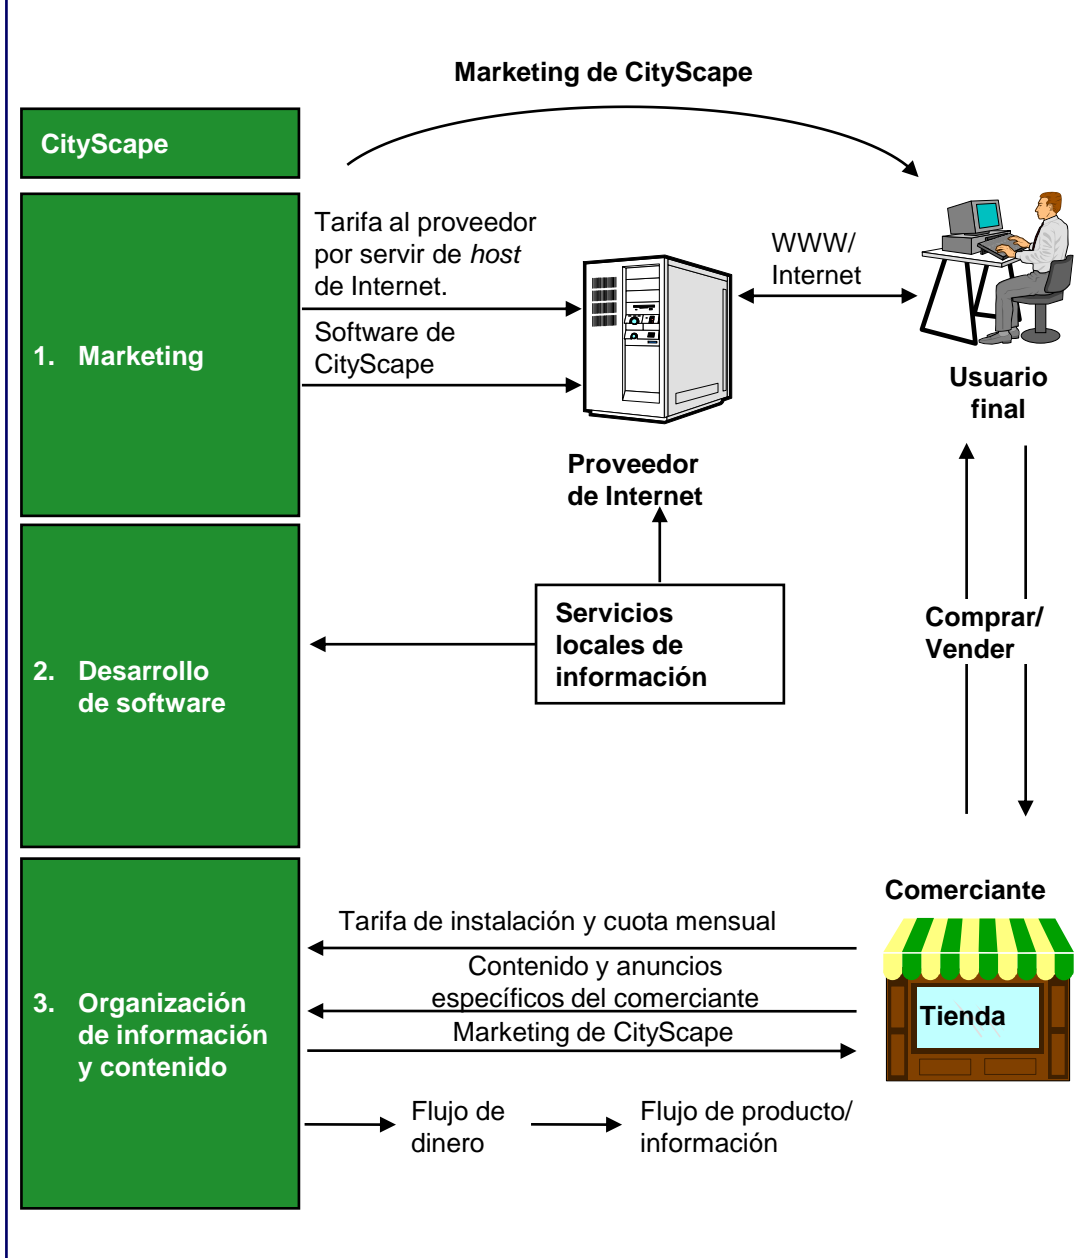 Marketing de CityScape
CityScape
Tarifa al proveedor
por servir de host
de Internet.
Software de
CityScape
1. Marketing
WWW/
Internet
Usuario
final
Proveedor
de Internet
Servicios
locales de
información
2. Desarrollo
de software
Comprar/
Vender
Comerciante
Tienda
Tarifa de instalación y cuota mensual
Contenido y anuncios
específicos del comerciante
Marketing de CityScape
3. Organización
de información
y contenido
Flujo de
dinero
Flujo de producto/
información